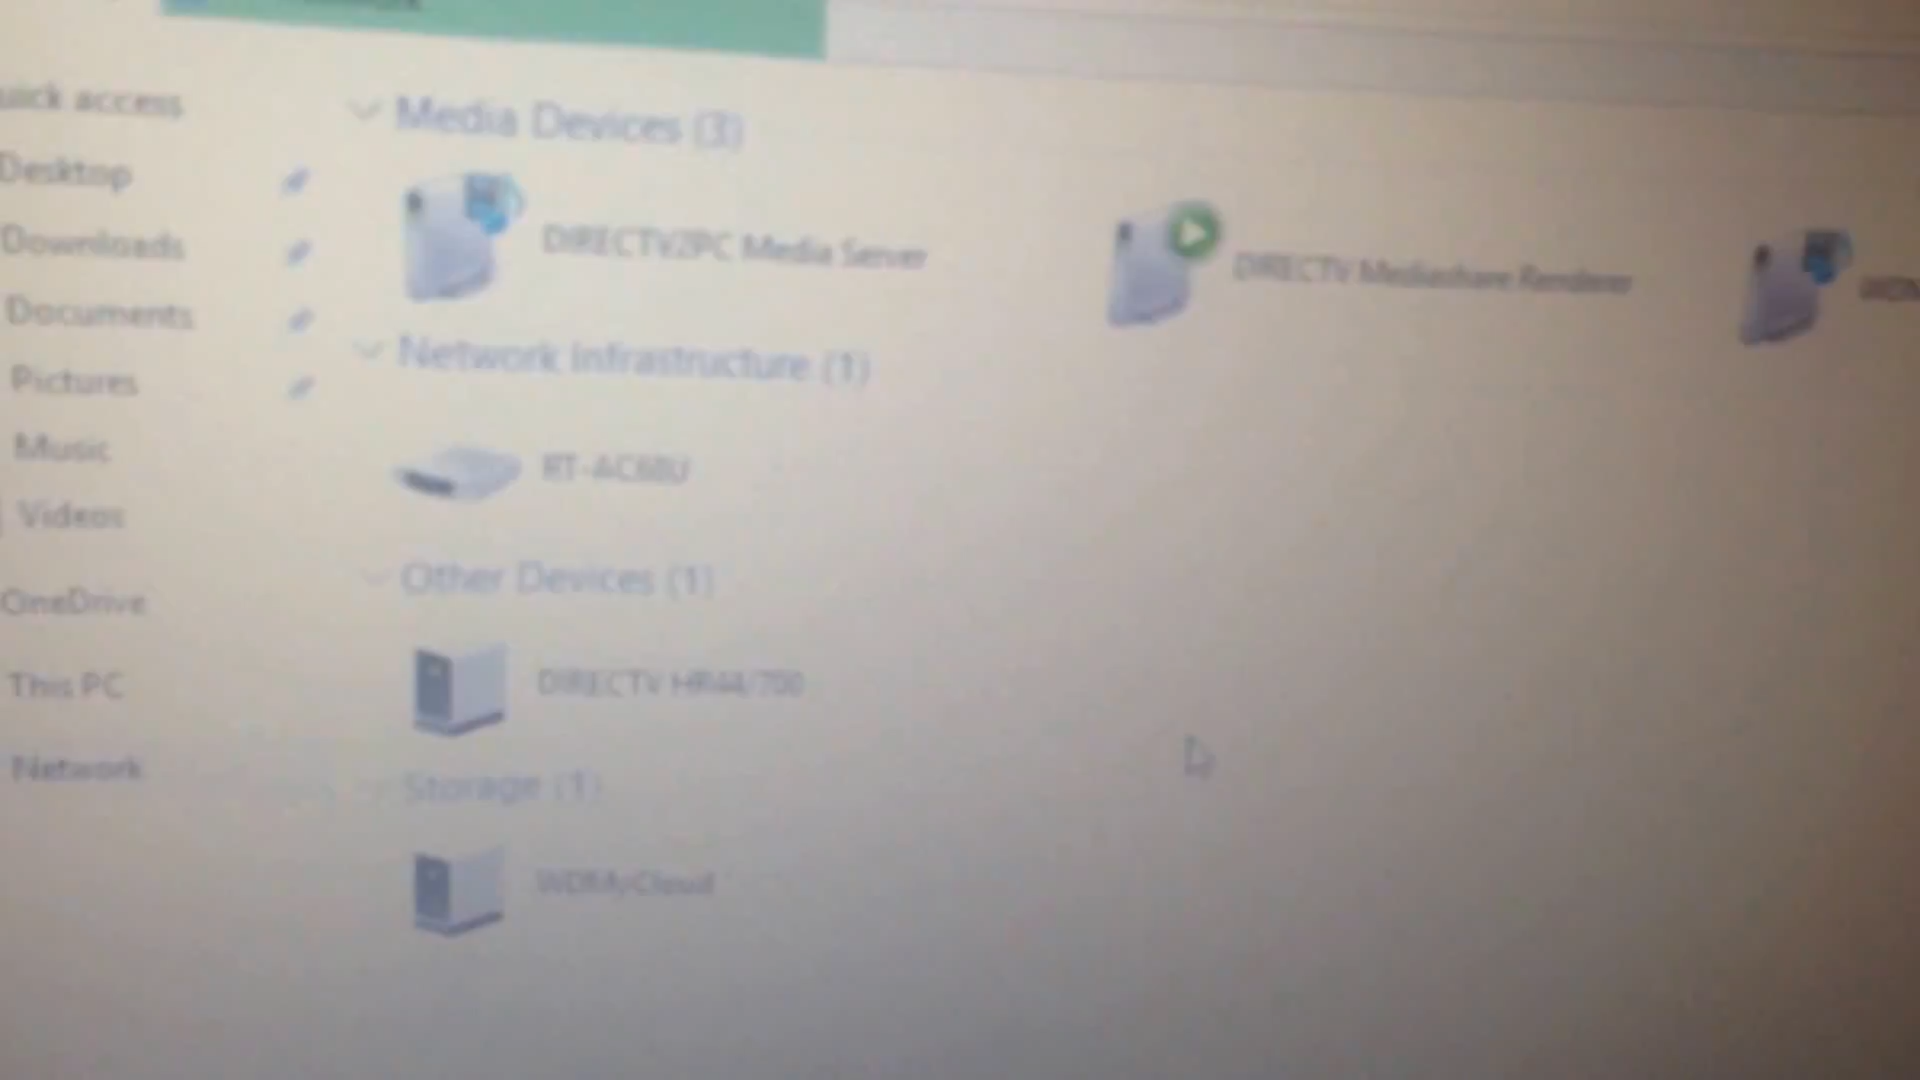 uick access
Desktop
Downloads
Documents
Pictures
Music
Videos
OneDrive
This PC
Network
Media Devices (3)
DIRECTV2PC Media Server
DIRECTV Mediashare Renderer
Network Infrastructure (1)
RT-AC68U
Other Devices (1)
DIRECTV HR44/700
Storage (1)
WDMyCloud